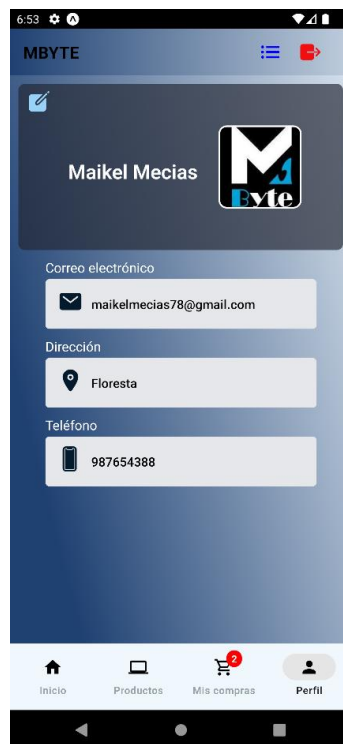 6:53
MBYTE
Maikel Mecias
M
Byte
Correo electrónico
maikelmecias78@gmail.com
Dirección
Floresta
Teléfono
987654388
2
Inicio
Productos
Mis compras
Perfil